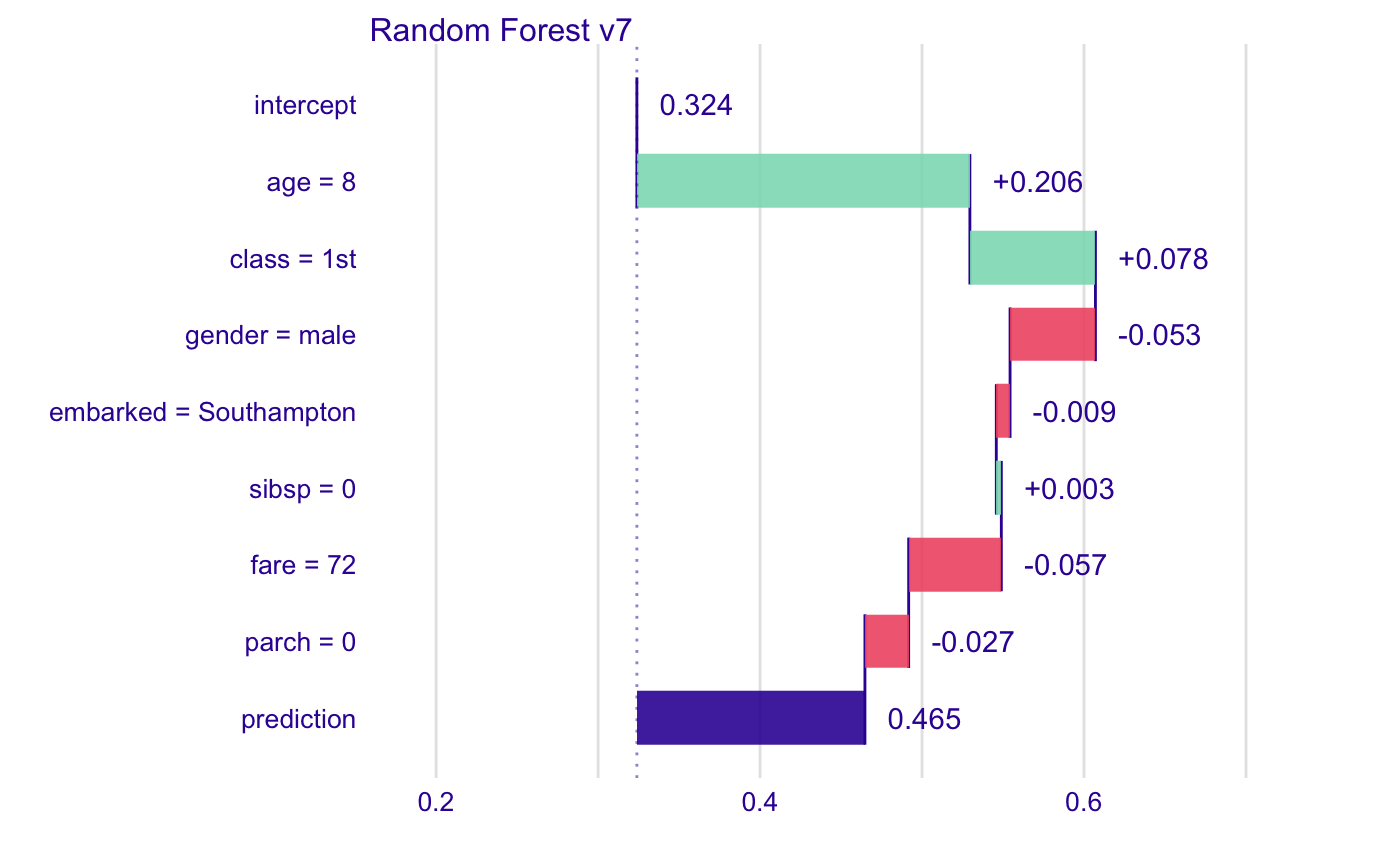 Random Forest v7
intercept 0.324
age = 8 +0.206
class = 1st +0.078
gender = male -0.053
embarked = Southampton -0.009
sibsp = 0 +0.003
fare = 72 -0.057
parch = 0 -0.027
prediction 0.465
0.2 0.4 0.6